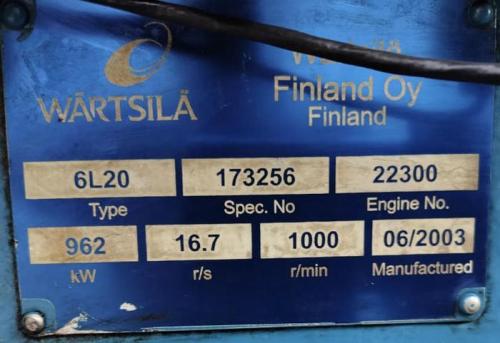 WÄRTSILÄ
Finland Oy
Finland
6L20 173256 22300
Type Spec. No Engine No.
962 16.7 1000 06/2003
kW r/s r/min Manufactured